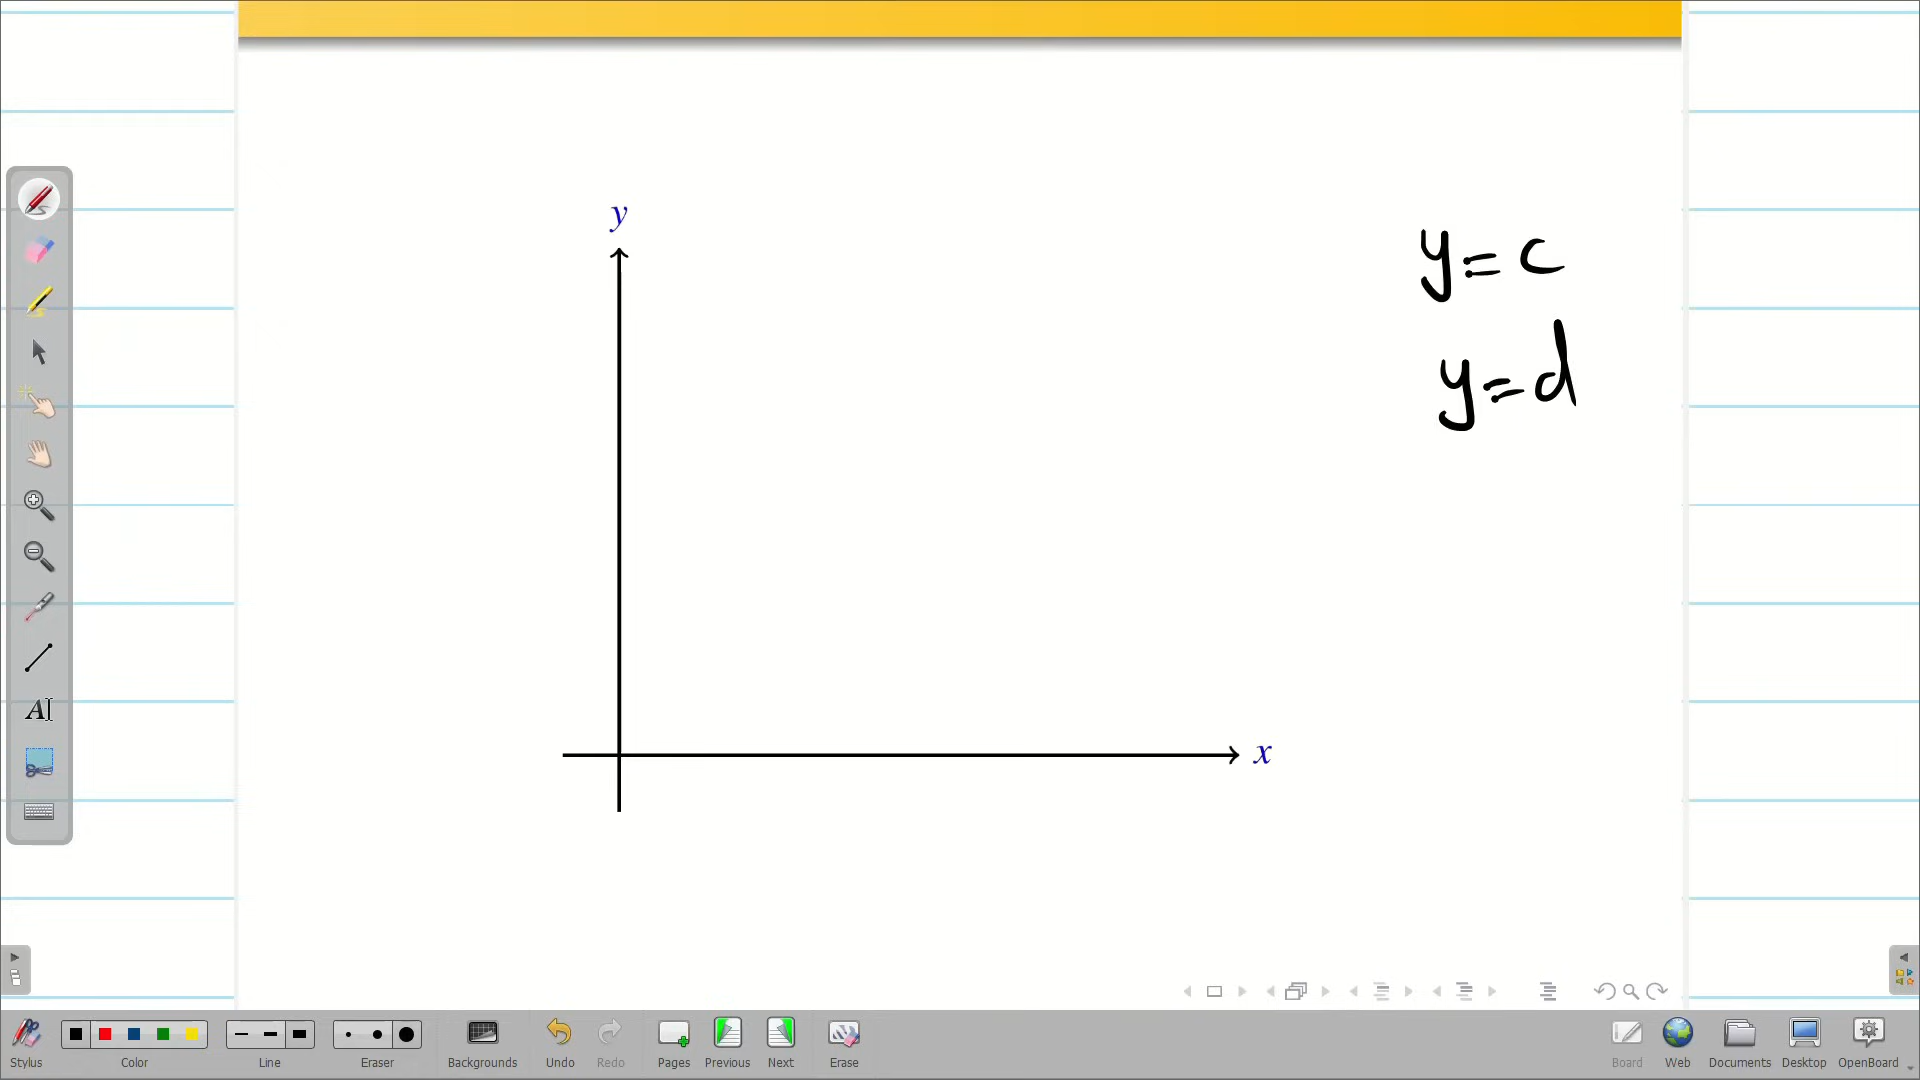 y
y = c
y = d
x
Stylus
Color
Line
Eraser
Backgrounds
Undo
Redo
Pages
Previous
Next
Erase
Board
Web
Documents
Desktop
OpenBoard